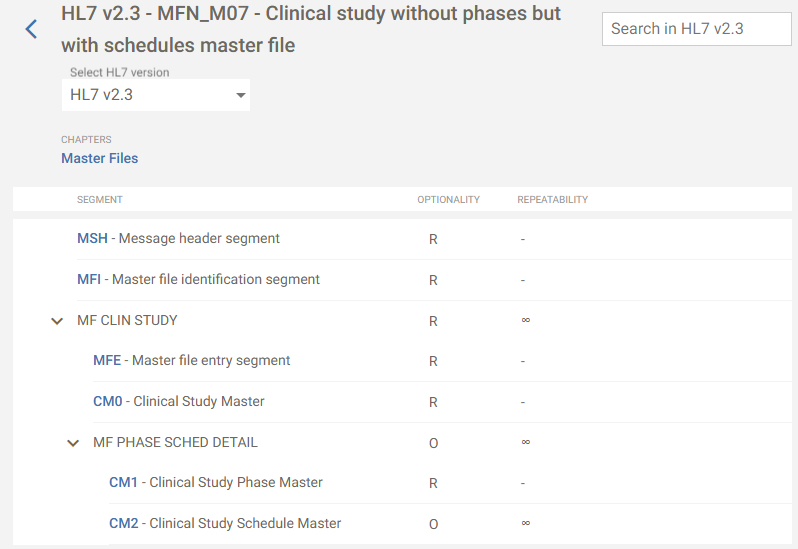 HL7 v2.3 - MFN_M07 - Clinical study without phases but
with schedules master file
Search in HL7 v2.3
Select HL7 version
HL7 v2.3
CHAPTERS
Master Files
SEGMENT OPTIONALITY REPEATABILITY
MSH - Message header segment R -
MFI - Master file identification segment R -
MF CLIN STUDY R ∞
MFE - Master file entry segment R -
CM0 - Clinical Study Master R -
MF PHASE SCHED DETAIL O ∞
CM1 - Clinical Study Phase Master R -
CM2 - Clinical Study Schedule Master O ∞